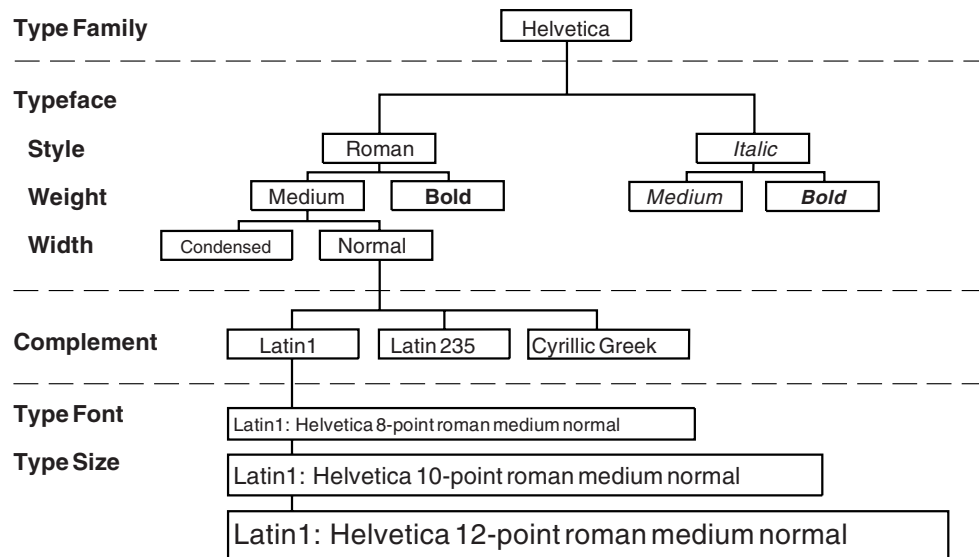 Type Family
Helvetica
Typeface
Style
Roman
Italic
Weight
Medium
Bold
Medium
Bold
Width
Condensed
Normal
Complement
Latin1
Latin 235
Cyrillic Greek
Type Font
Latin1: Helvetica 8-point roman medium normal
Type Size
Latin1: Helvetica 10-point roman medium normal
Latin1: Helvetica 12-point roman medium normal